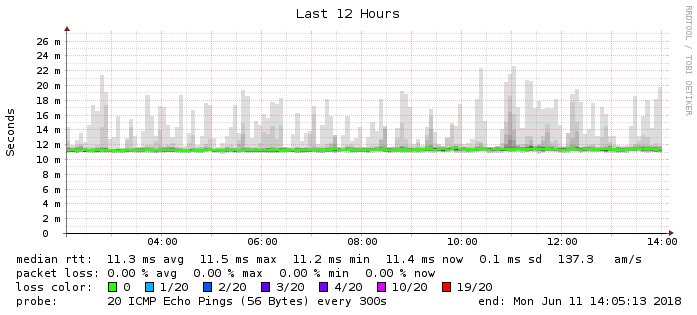 Last 12 Hours
RRDTOOL / TOBI OETIKER
Seconds
26 m
24 m
22 m
20 m
18 m
16 m
14 m
12 m
10 m
8 m
6 m
4 m
2 m
0
04:00 06:00 08:00 10:00 12:00 14:00
median rtt: 11.3 ms avg 11.5 ms max 11.2 ms min 11.4 ms now 0.1 ms sd 137.3 am/s
packet loss: 0.00 % avg 0.00 % max 0.00 % min 0.00 % now
loss color: 0 1/20 2/20 3/20 4/20 10/20 19/20
probe: 20 ICMP Echo Pings (56 Bytes) every 300s end: Mon Jun 11 14:05:13 2018